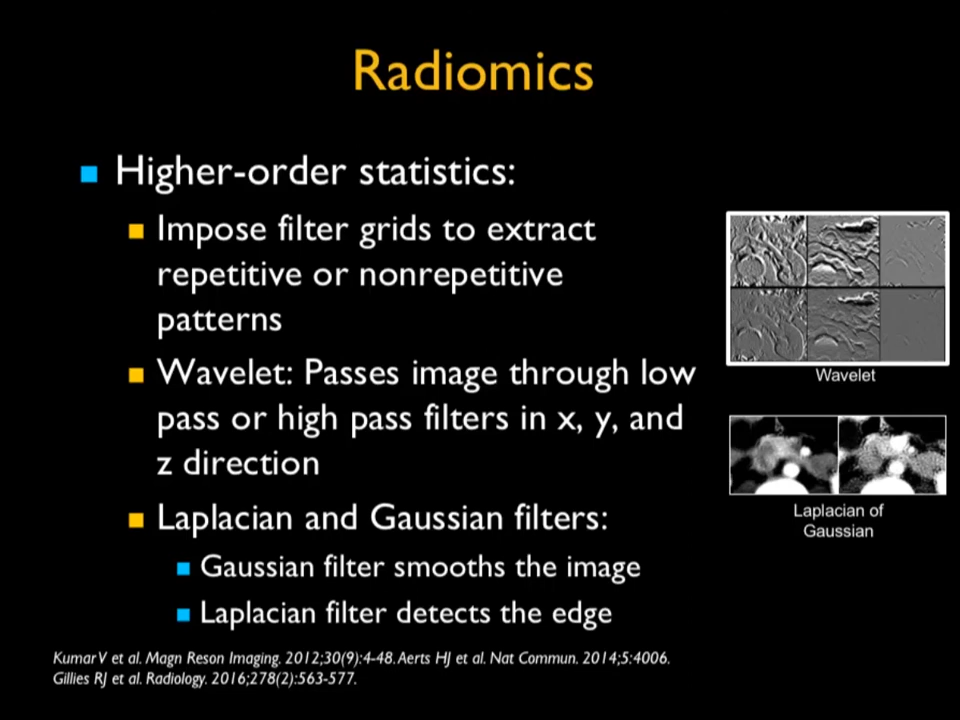 Radiomics
Higher-order statistics:
Impose filter grids to extract
repetitive or nonrepetitive
patterns
Wavelet: Passes image through low
pass or high pass filters in x, y, and
z direction
Laplacian and Gaussian filters:
Gaussian filter smooths the image
Laplacian filter detects the edge
Wavelet
Laplacian of
Gaussian
Kumar V et al. Magn Reson Imaging. 2012;30(9):4-48. Aerts HJ et al. Nat Commun. 2014;5:4006.
Gillies RJ et al. Radiology. 2016;278(2):563-577.